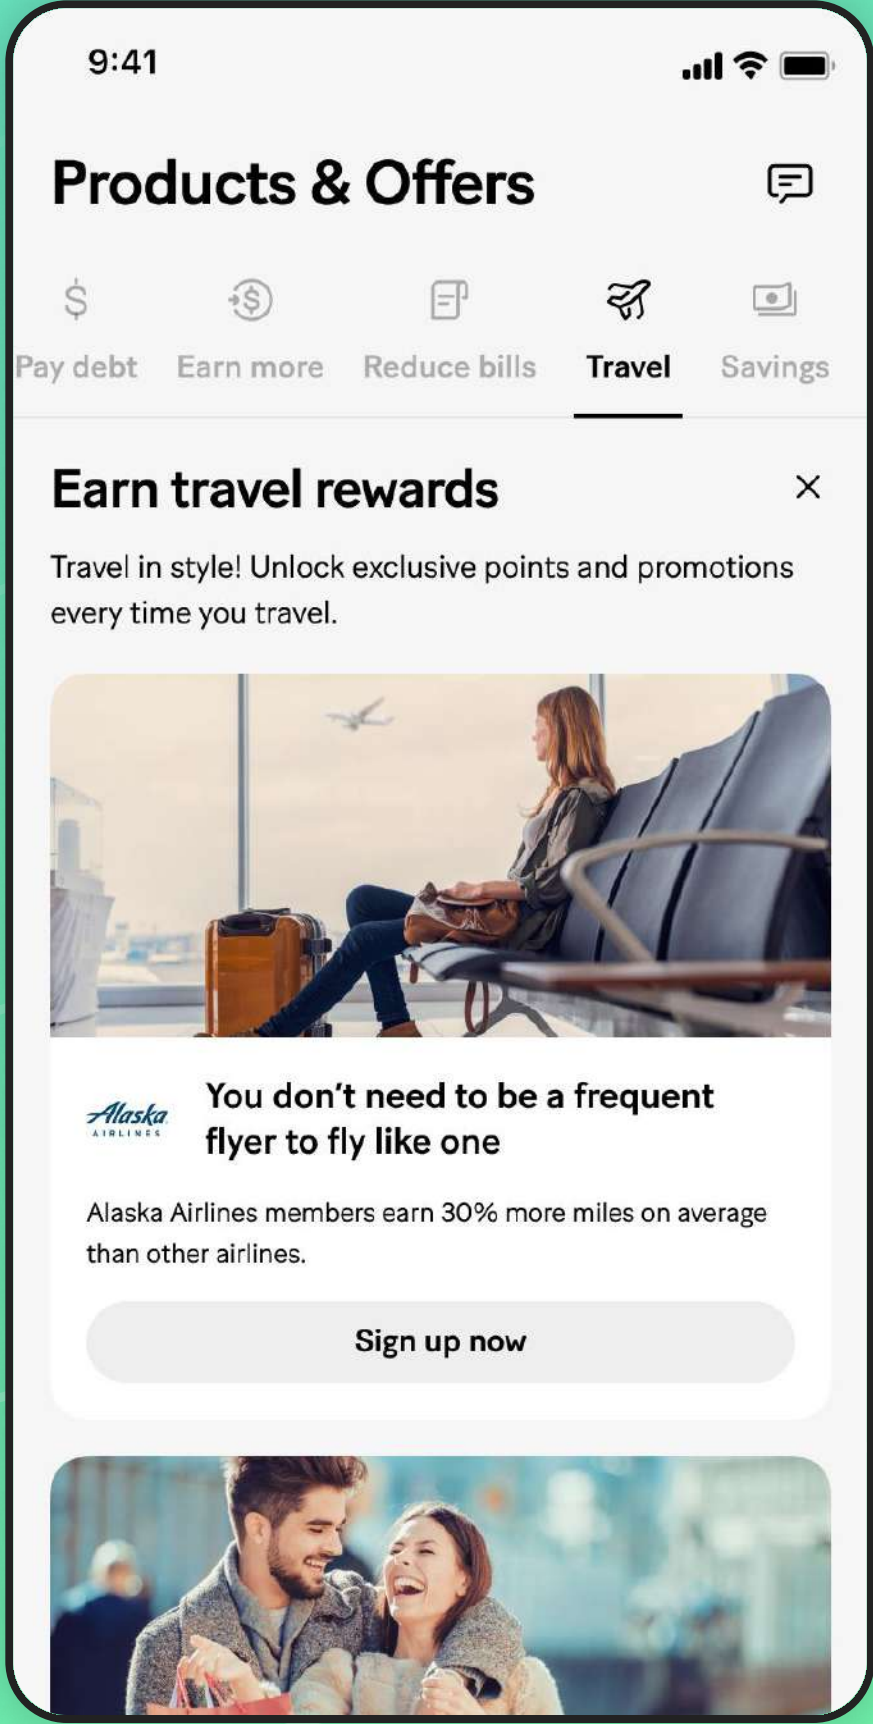 9:41
Products & Offers
Pay debt
Earn more
Reduce bills
Travel
Savings
Earn travel rewards
Travel in style! Unlock exclusive points and promotions
every time you travel.
Alaska
AIRLINES
You don't need to be a frequent
flyer to fly like one
Alaska Airlines members earn 30% more miles on average
than other airlines.
Sign up now